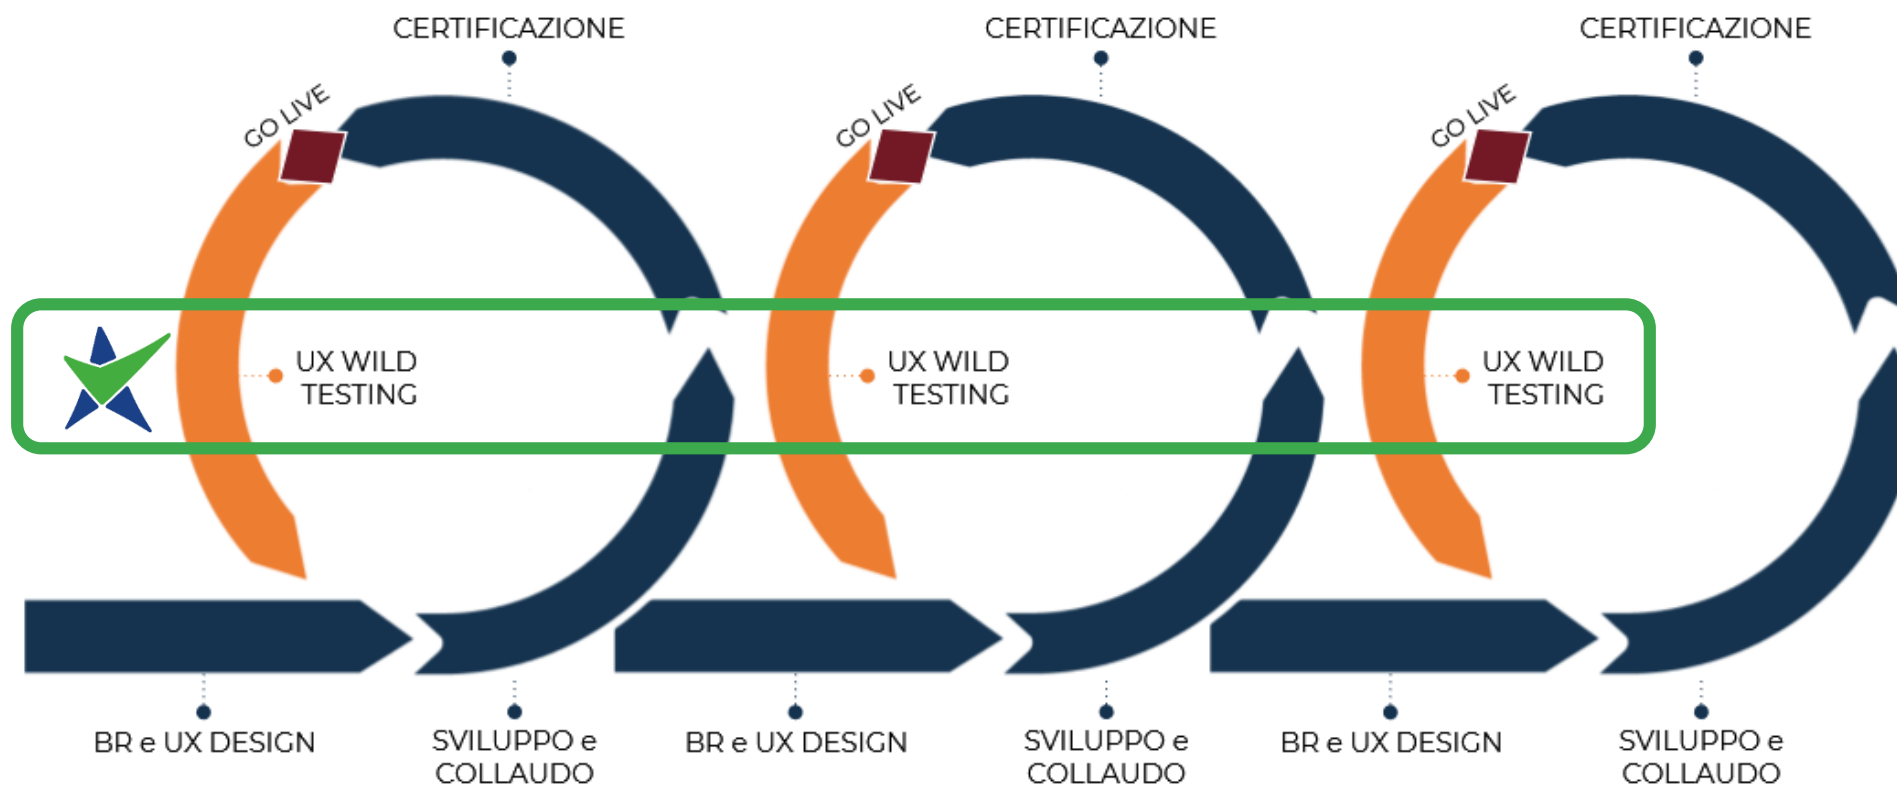 CERTIFICAZIONE
CERTIFICAZIONE
CERTIFICAZIONE
GO LIVE
GO LIVE
GO LIVE
UX WILD
TESTING
UX WILD
TESTING
UX WILD
TESTING
BR e UX DESIGN
SVILUPPO e
COLLAUDO
BR e UX DESIGN
SVILUPPO e
COLLAUDO
BR e UX DESIGN
SVILUPPO e
COLLAUDO